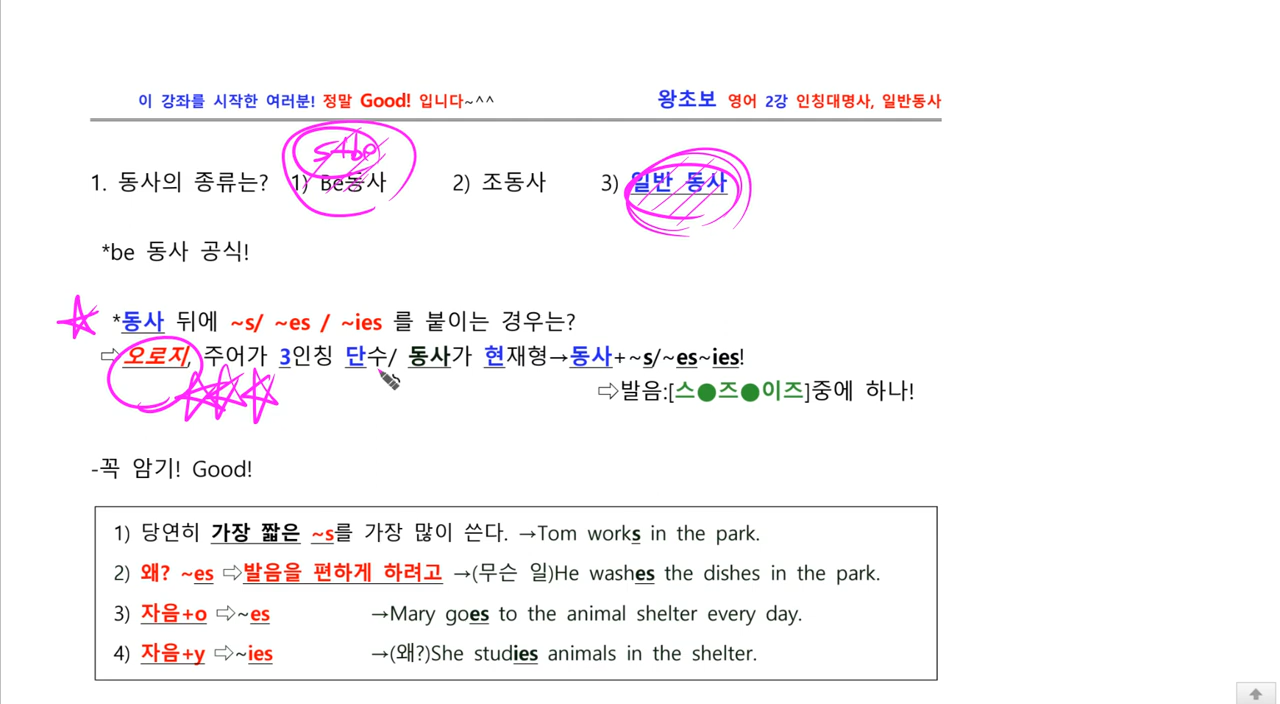 이 강좌를 시작한 여러분! 정말 Good! 입니다~^^ 왕초보 영어 2강 인칭대명사, 일반동사
S+be
1. 동사의 종류는? 1) Be동사 2) 조동사 3) 일반 동사
*be 동사 공식!
*동사 뒤에 ~s/ ~es / ~ies 를 붙이는 경우는?
⇨오로지, 주어가 3인칭 단수/ 동사가 현재형→동사+~s/~es~ies!
⇨발음:[스●즈●이즈]중에 하나!
-꼭 암기! Good!
1) 당연히 가장 짧은 ~s를 가장 많이 쓴다. →Tom works in the park.
2) 왜? ~es ⇨발음을 편하게 하려고 →(무슨 일)He washes the dishes in the park.
3) 자음+o ⇨~es →Mary goes to the animal shelter every day.
4) 자음+y ⇨~ies →(왜?)She studies animals in the shelter.